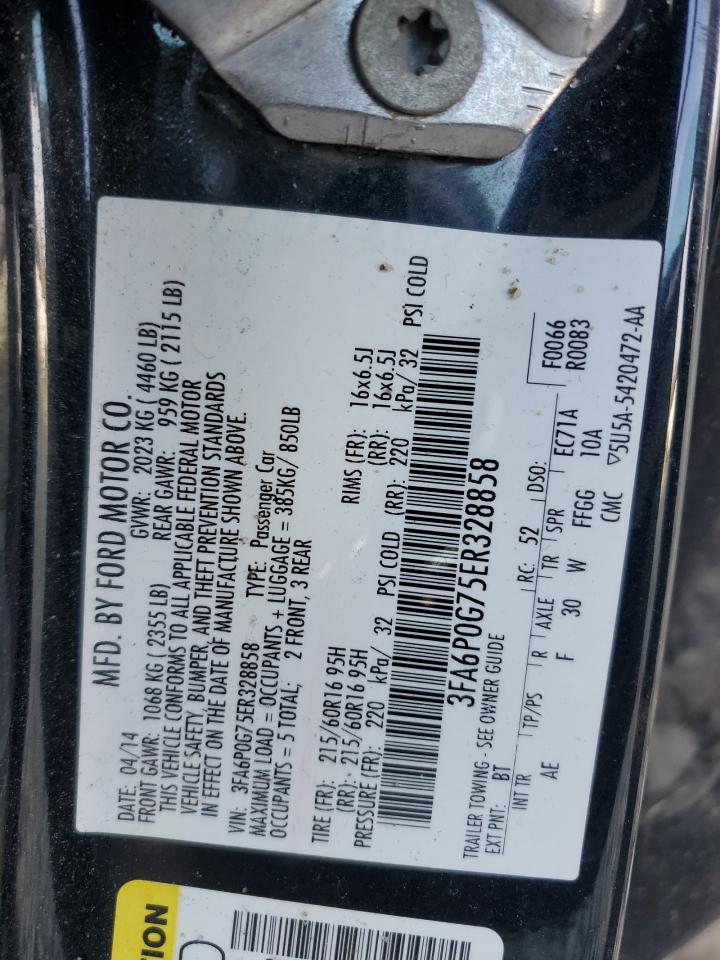 MFD. BY FORD MOTOR CO.
DATE: 04/14 GVWR: 2023 KG ( 4460 LB)
FRONT GAWR: 1068 KG ( 2355 LB) REAR GAWR: 959 KG ( 2115 LB)
THIS VEHICLE CONFORMS TO ALL APPLICABLE FEDERAL MOTOR
VEHICLE SAFETY, BUMPER, AND THEFT PREVENTION STANDARDS
IN EFFECT ON THE DATE OF MANUFACTURE SHOWN ABOVE.
VIN: 3FA6P0G75ER328858 TYPE: Passenger Car
MAXIMUM LOAD = OCCUPANTS + LUGGAGE = 385KG/ 850LB
OCCUPANTS = 5 TOTAL, 2 FRONT, 3 REAR
TIRE (FR): 215/60R16 95H RIMS (FR): 16x6.5J
(RR): 215/60R16 95H (RR): 16x6.5J
PRESSURE (FR): 220 kPa/ 32 PSI COLD (RR): 220 kPa/ 32 PSI COLD
3FA6P0G75ER328858
TRAILER TOWING - SEE OWNER GUIDE
EXT PNT: BT RC: 52 DSO: F0066
INT TR TP/PS R AXLE TR SPR EC71A R0083
AE F 30 W FFGG 10A
CMC ▽5U5A-5420472-AA
TION